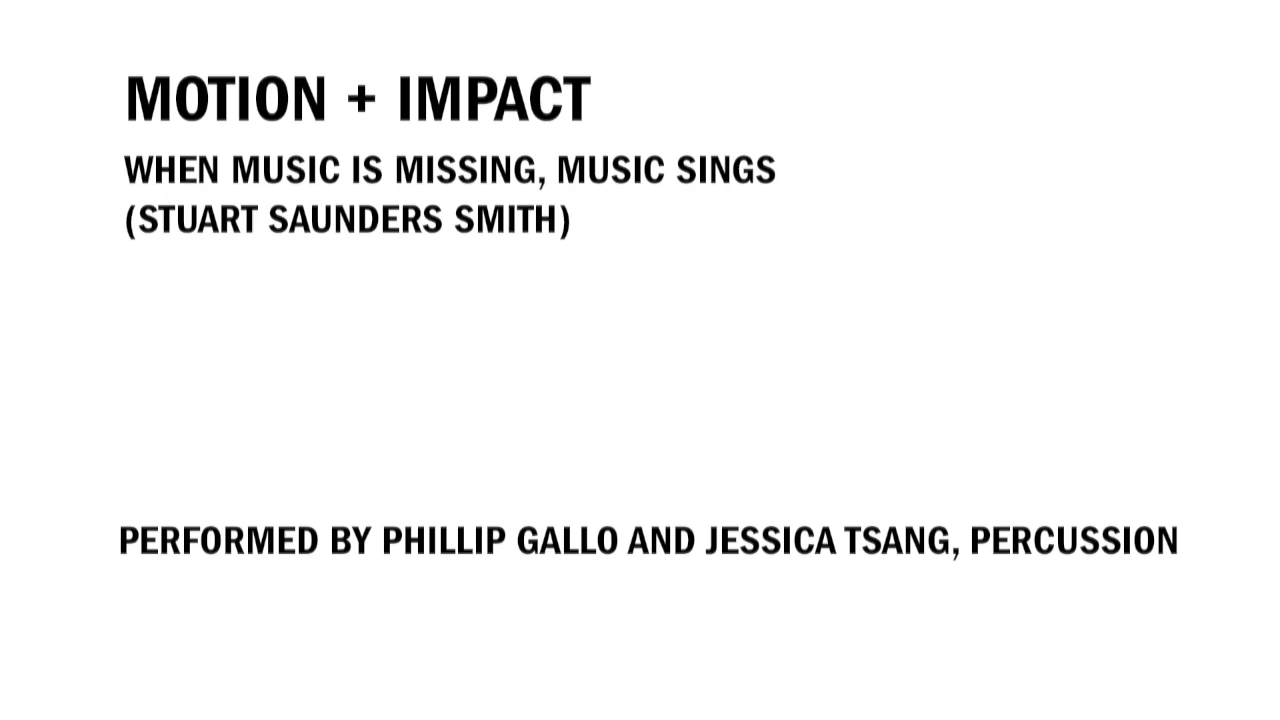 MOTION + IMPACT
WHEN MUSIC IS MISSING, MUSIC SINGS
(STUART SAUNDERS SMITH)
PERFORMED BY PHILLIP GALLO AND JESSICA TSANG, PERCUSSION